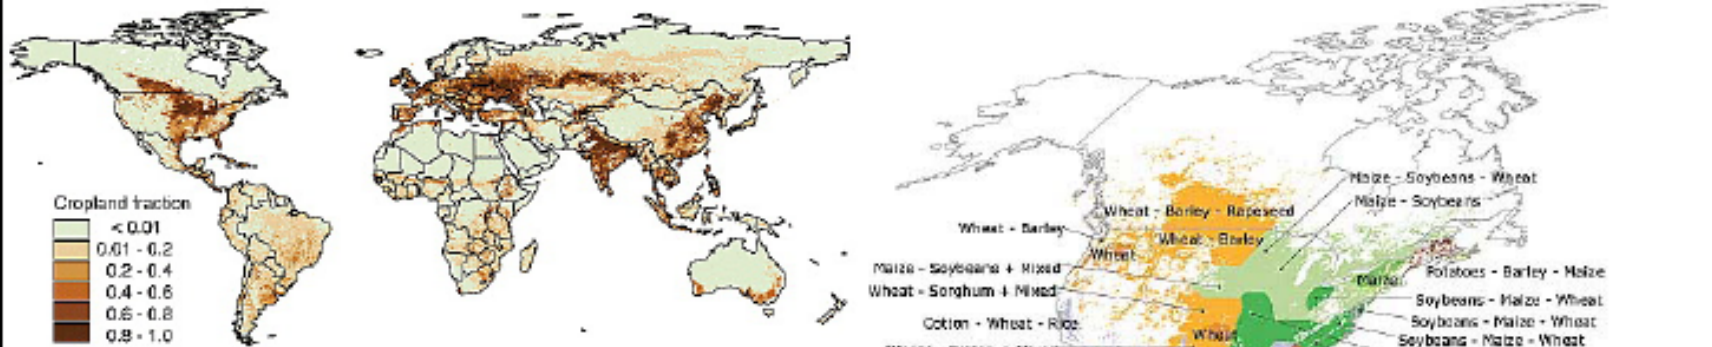 Cropland fraction
< 0.01
0.01 - 0.2
0.2 - 0.4
0.4 - 0.6
0.6 - 0.8
0.8 - 1.0
Maize - Soybeans - Wheat
Maize - Soybeans
Wheat - Barley - Rapeseed
Wheat - Barley
Wheat - Barley
Wheat
Maize - Soybeans + Mixed
Potatoes - Barley - Maize
Maize
Wheat - Sorghum + Mixed
Soybeans - Maize - Wheat
Cotton - Wheat - Rice
Soybeans - Maize - Wheat
Wheat
Soybeans - Maize - Wheat